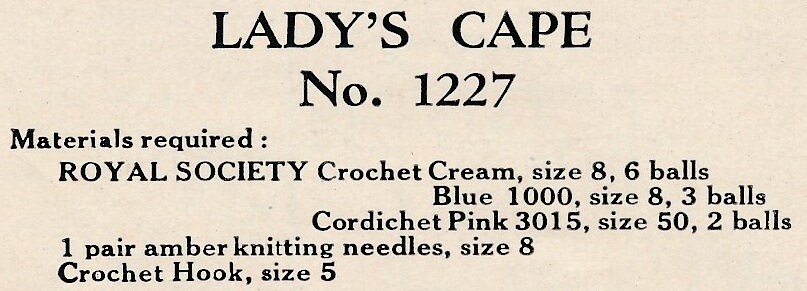 LADY'S CAPE
No. 1227
Materials required :
ROYAL SOCIETY Crochet Cream, size 8, 6 balls
Blue 1000, size 8, 3 balls
Cordichet Pink 3015, size 50, 2 balls
1 pair amber knitting needles, size 8
Crochet Hook, size 5